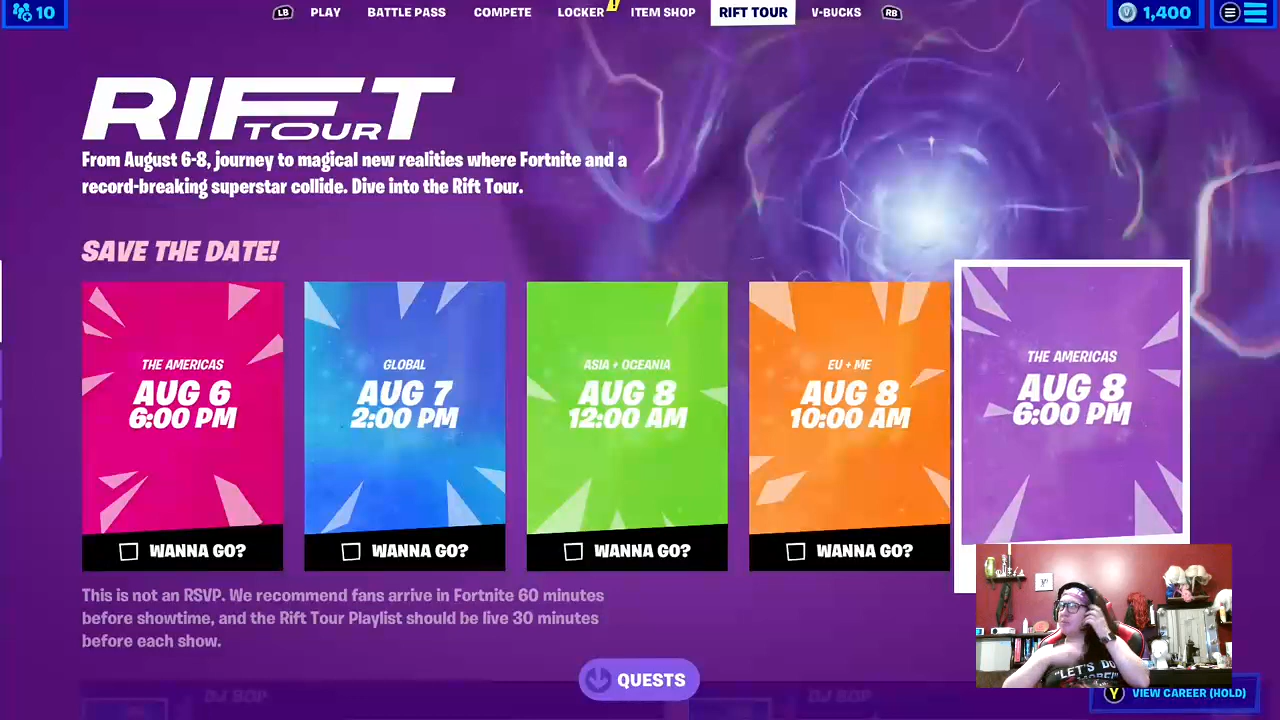 10
LB
PLAY
BATTLE PASS
COMPETE
LOCKER
!
ITEM SHOP
RIFT TOUR
V-BUCKS
RB
1,400
RIFT
TOUR
From August 6-8, journey to magical new realities where Fortnite and a
record-breaking superstar collide. Dive into the Rift Tour.
SAVE THE DATE!
THE AMERICAS
AUG 6
6:00 PM
WANNA GO?
GLOBAL
AUG 7
2:00 PM
WANNA GO?
ASIA + OCEANIA
AUG 8
12:00 AM
WANNA GO?
EU + ME
AUG 8
10:00 AM
WANNA GO?
THE AMERICAS
AUG 8
6:00 PM
This is not an RSVP. We recommend fans arrive in Fortnite 60 minutes
before showtime, and the Rift Tour Playlist should be live 30 minutes
before each show.
QUESTS
"LET'S DO
Y VIEW CAREER (HOLD)